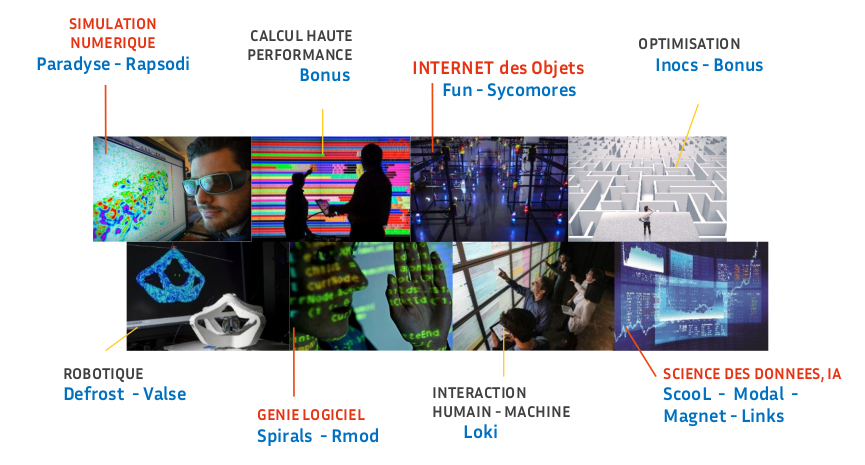 SIMULATION
NUMERIQUE
Paradyse - Rapsodi
CALCUL HAUTE
PERFORMANCE
Bonus
INTERNET des Objets
Fun - Sycomores
OPTIMISATION
Inocs - Bonus
ROBOTIQUE
Defrost - Valse
GENIE LOGICIEL
Spirals - Rmod
INTERACTION
HUMAIN - MACHINE
Loki
SCIENCE DES DONNEES, IA
ScooL - Modal -
Magnet - Links